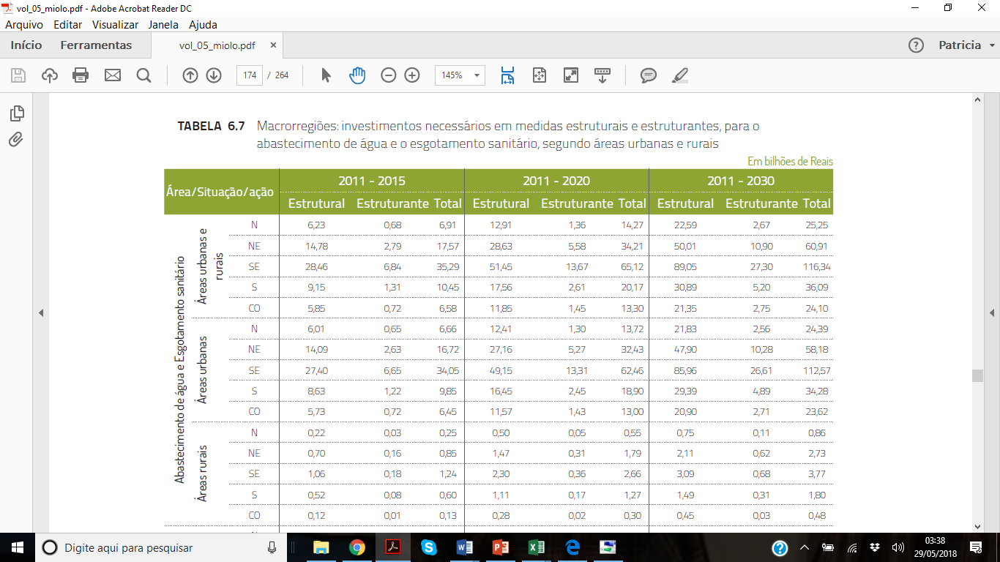 vol_05_miolo.pdf - Adobe Acrobat Reader DC
Arquivo Editar Visualizar Janela Ajuda
Início Ferramentas vol_05_miolo.pdf × Patricia
174 / 264 145%
TABELA 6.7 Macrorregiões: investimentos necessários em medidas estruturais e estruturantes, para o
abastecimento de água e o esgotamento sanitário, segundo áreas urbanas e rurais
Em bilhões de Reais
Área/Situação/ação 2011 - 2015 2011 - 2020 2011 - 2030
Estrutural Estruturante Total Estrutural Estruturante Total Estrutural Estruturante Total
Abastecimento de água e Esgotamento sanitário
Áreas urbanas e
rurais
N 6,23 0,68 6,91 12,91 1,36 14,27 22,59 2,67 25,25
NE 14,78 2,79 17,57 28,63 5,58 34,21 50,01 10,90 60,91
SE 28,46 6,84 35,29 51,45 13,67 65,12 89,05 27,30 116,34
S 9,15 1,31 10,45 17,56 2,61 20,17 30,89 5,20 36,09
CO 5,85 0,72 6,58 11,85 1,45 13,30 21,35 2,75 24,10
Áreas urbanas
N 6,01 0,65 6,66 12,41 1,30 13,72 21,83 2,56 24,39
NE 14,09 2,63 16,72 27,16 5,27 32,43 47,90 10,28 58,18
SE 27,40 6,65 34,05 49,15 13,31 62,46 85,96 26,61 112,57
S 8,63 1,22 9,85 16,45 2,45 18,90 29,39 4,89 34,28
CO 5,73 0,72 6,45 11,57 1,43 13,00 20,90 2,71 23,62
Áreas rurais
N 0,22 0,03 0,25 0,50 0,05 0,55 0,75 0,11 0,86
NE 0,70 0,16 0,85 1,47 0,31 1,79 2,11 0,62 2,73
SE 1,06 0,18 1,24 2,30 0,36 2,66 3,09 0,68 3,77
S 0,52 0,08 0,60 1,11 0,17 1,27 1,49 0,31 1,80
CO 0,12 0,01 0,13 0,28 0,02 0,30 0,45 0,03 0,48
Digite aqui para pesquisar
03:38
29/05/2018